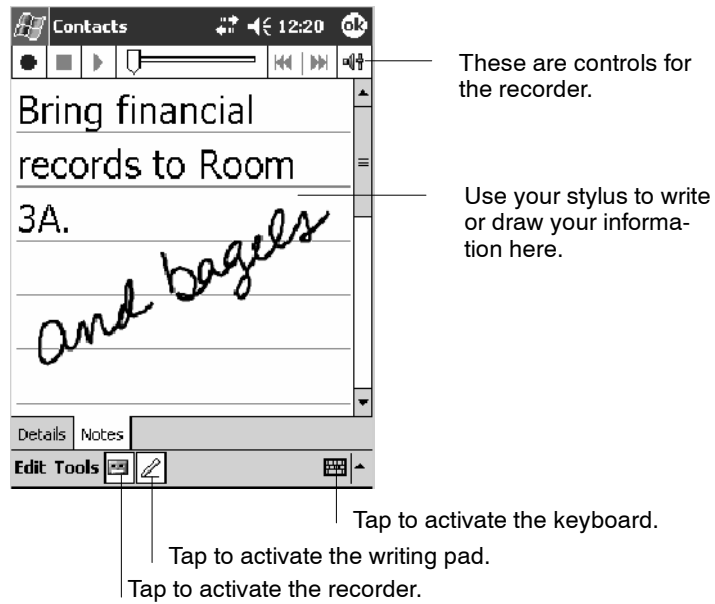 Contacts 12:20 ok
These are controls for
the recorder.
Bring financial
records to Room
3A.
and bagels
Use your stylus to write
or draw your informa-
tion here.
Details Notes
Edit Tools
Tap to activate the keyboard.
Tap to activate the writing pad.
Tap to activate the recorder.